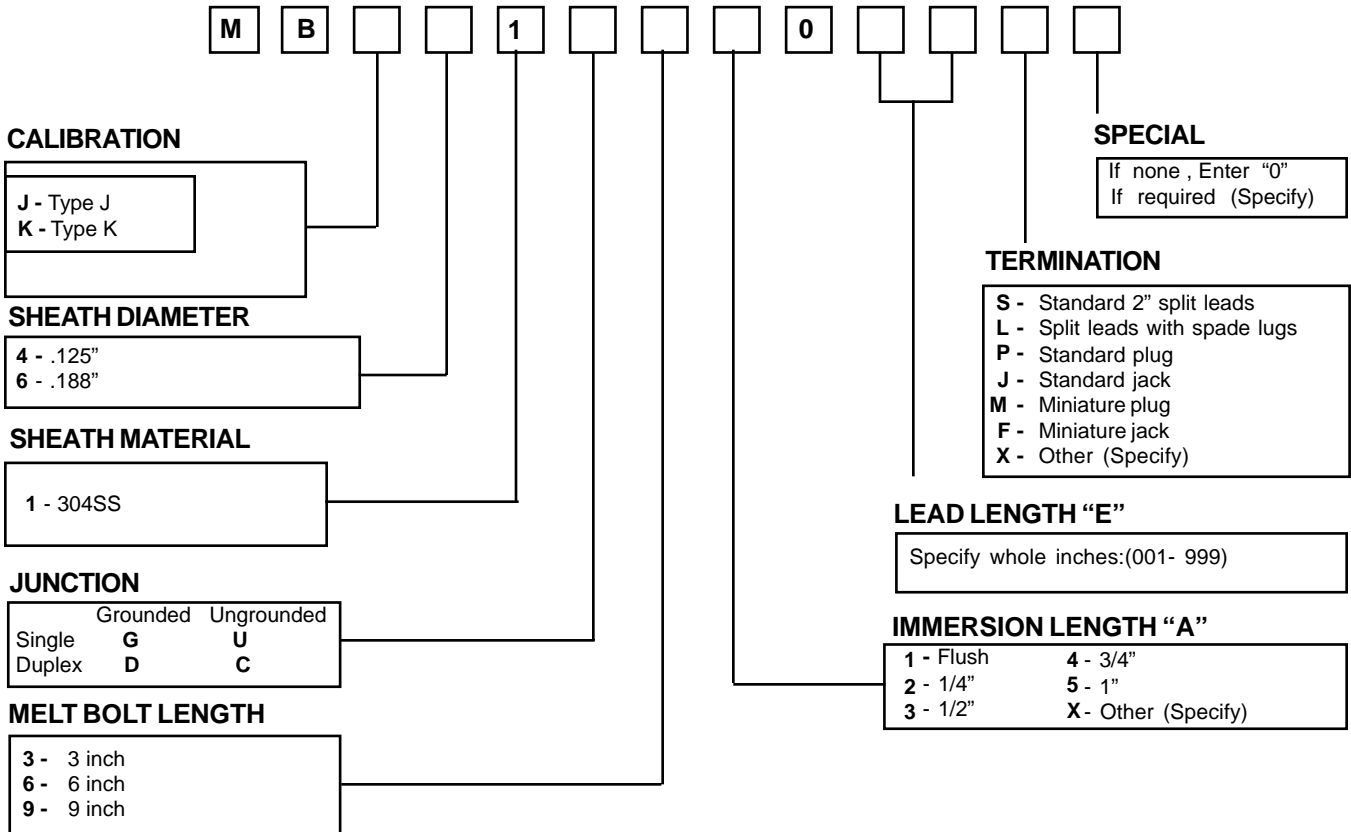 M B 1 0
CALIBRATION
J - Type J
K - Type K
SHEATH DIAMETER
4 - .125”
6 - .188”
SHEATH MATERIAL
1 - 304SS
JUNCTION
Grounded Ungrounded
Single G U
Duplex D C
MELT BOLT LENGTH
3 - 3 inch
6 - 6 inch
9 - 9 inch
SPECIAL
If none , Enter “0”
If required (Specify)
TERMINATION
S - Standard 2” split leads
L - Split leads with spade lugs
P - Standard plug
J - Standard jack
M - Miniature plug
F - Miniature jack
X - Other (Specify)
LEAD LENGTH “E”
Specify whole inches:(001- 999)
IMMERSION LENGTH “A”
1 - Flush 4 - 3/4”
2 - 1/4” 5 - 1”
3 - 1/2” X - Other (Specify)